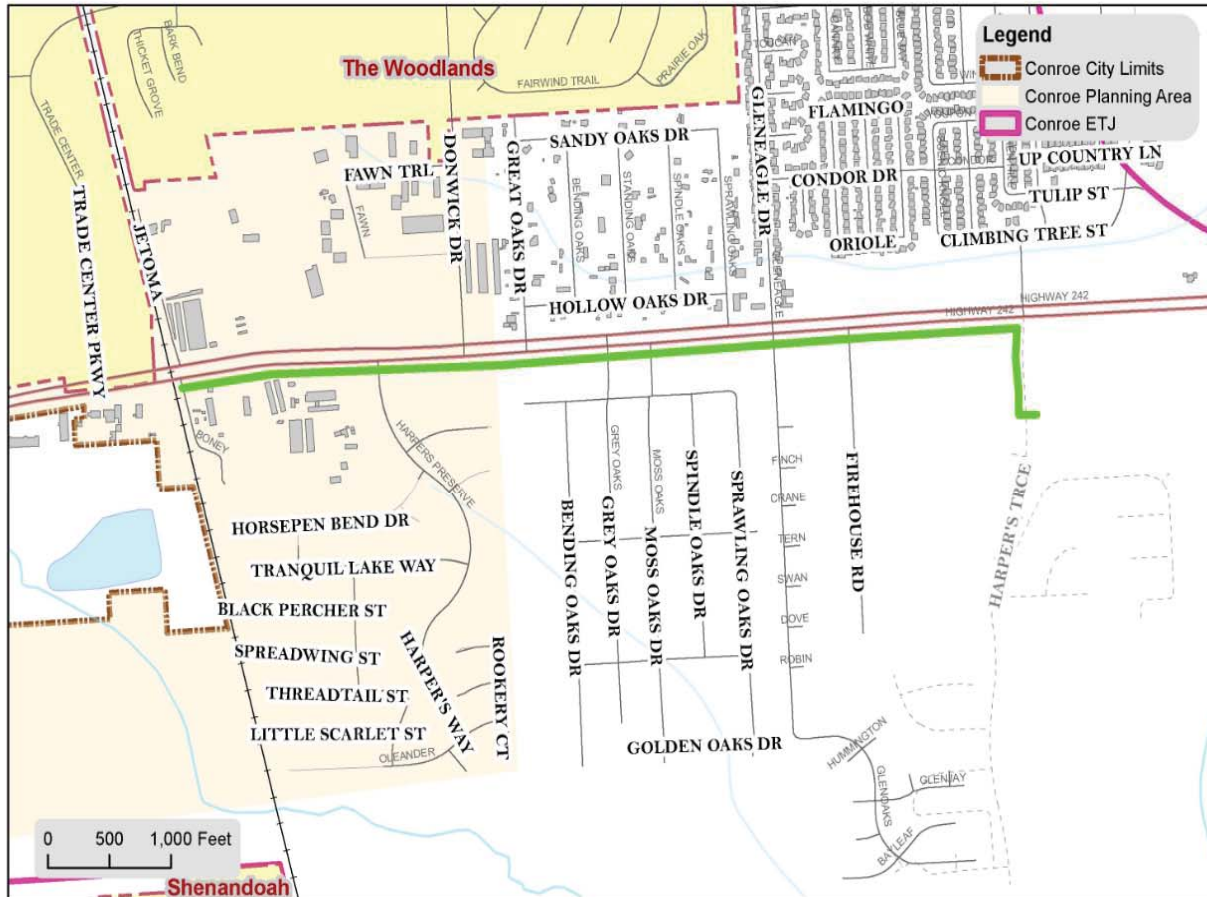 Legend
Conroe City Limits
Conroe Planning Area
Conroe ETJ
The Woodlands
BARK BEND
THICKET GROVE
TRADE CENTER
TRADE CENTER PKWY
JETOMA
FAIRWIND TRAIL
PRAIRIE OAK
TOUCAN
GLENEAGLE DR
FLAMINGO
CONDOR DR
CONDOR
ORIOLE
UP COUNTRY LN
TULIP ST
CLIMBING TREE ST
FAWN TRL
FAWN
DONWICK DR
GREAT OAKS DR
SANDY OAKS DR
BENDING OAKS
STANDING OAKS
SPINDLE OAKS
SPRAWLING OAKS
HOLLOW OAKS DR
GLENEAGLE
HIGHWAY 242
HIGHWAY 242
BONEY
HARPERS PRESERVE
HORSEPEN BEND DR
TRANQUIL LAKE WAY
BLACK PERCHER ST
SPREADWING ST
THREADTAIL ST
LITTLE SCARLET ST
OLEANDER
HARPER'S WAY
ROOKERY CT
BENDING OAKS DR
GREY OAKS
GREY OAKS DR
MOSS OAKS
MOSS OAKS DR
SPINDLE OAKS DR
SPRAWLING OAKS DR
GOLDEN OAKS DR
FINCH
CRANE
TERN
SWAN
DOVE
ROBIN
FIREHOUSE RD
HARPER'S TRCE
HUMMINGTON
GLENOAKS
GLENJAY
BAYLEAF
0 500 1,000 Feet
Shenandoah